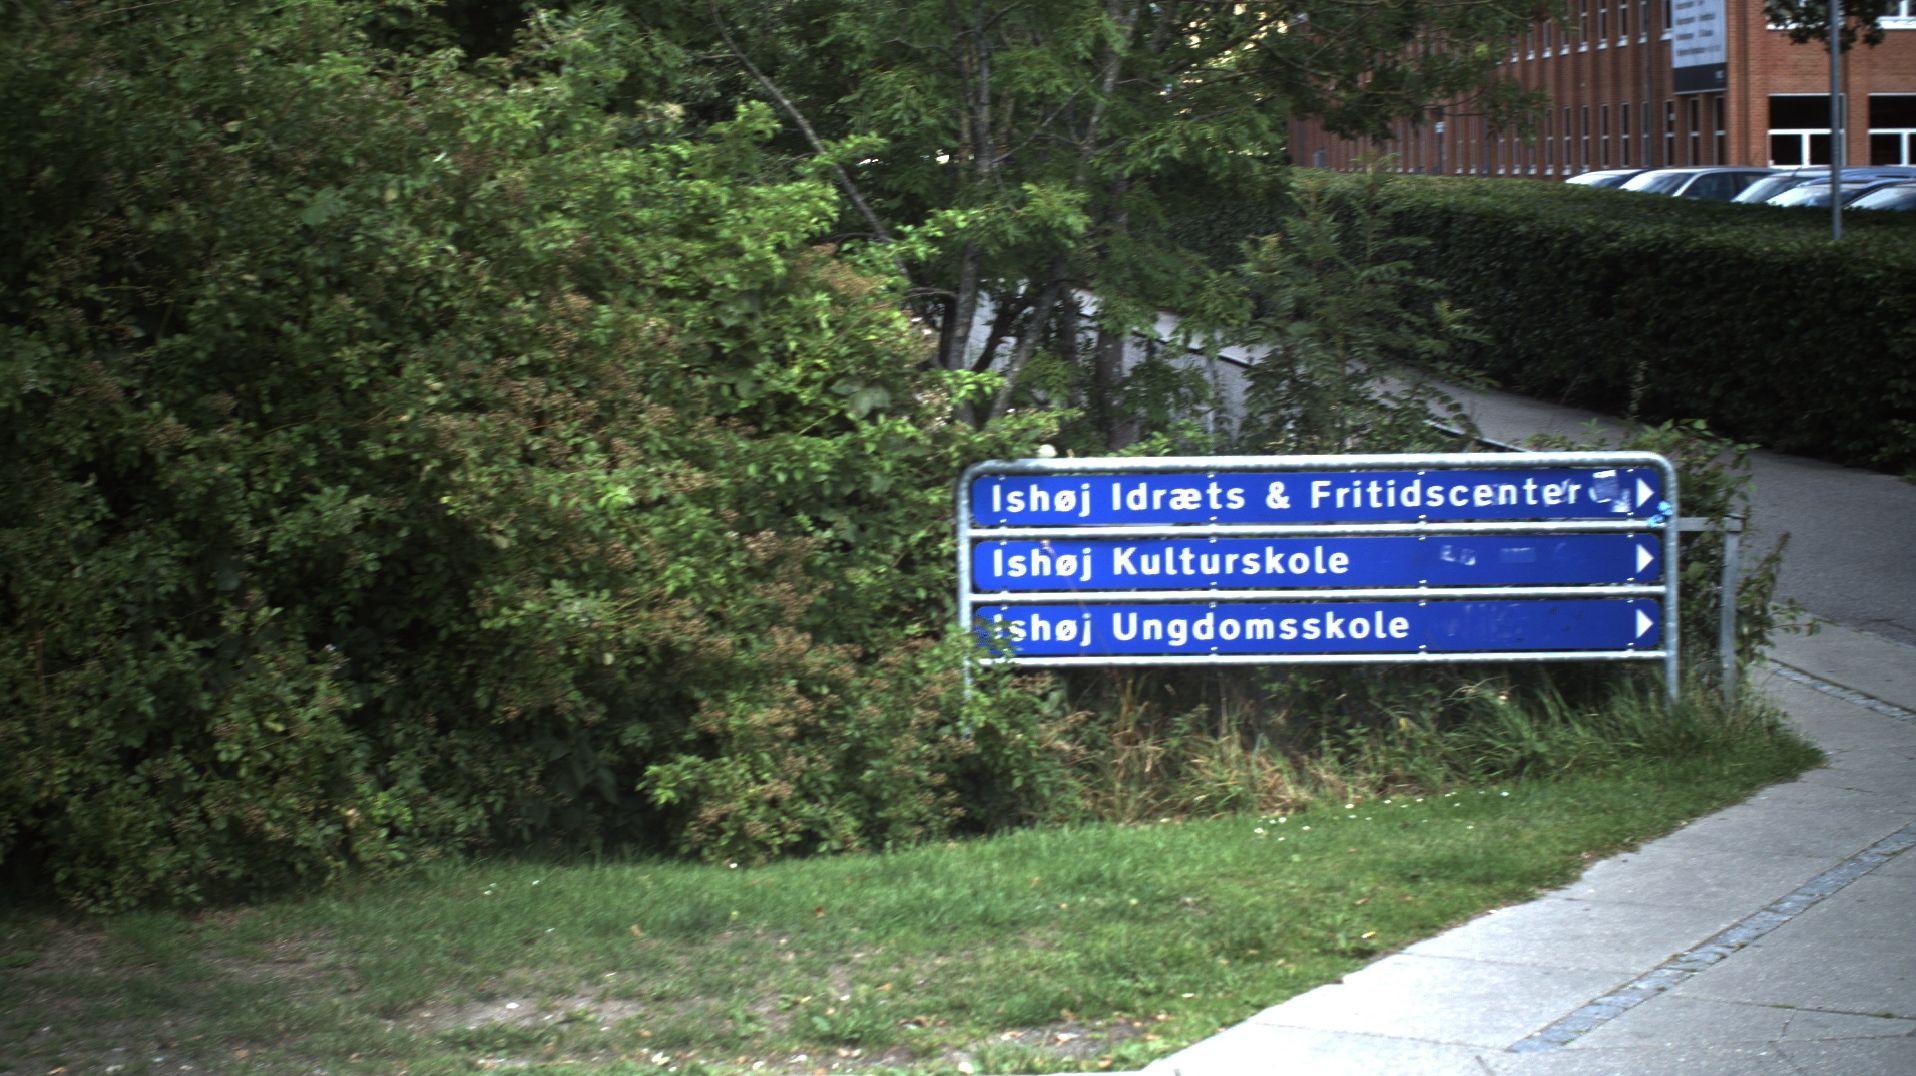 Ishøj Idræts & Fritidscenter
Ishøj Kulturskole
Ishøj Ungdomsskole